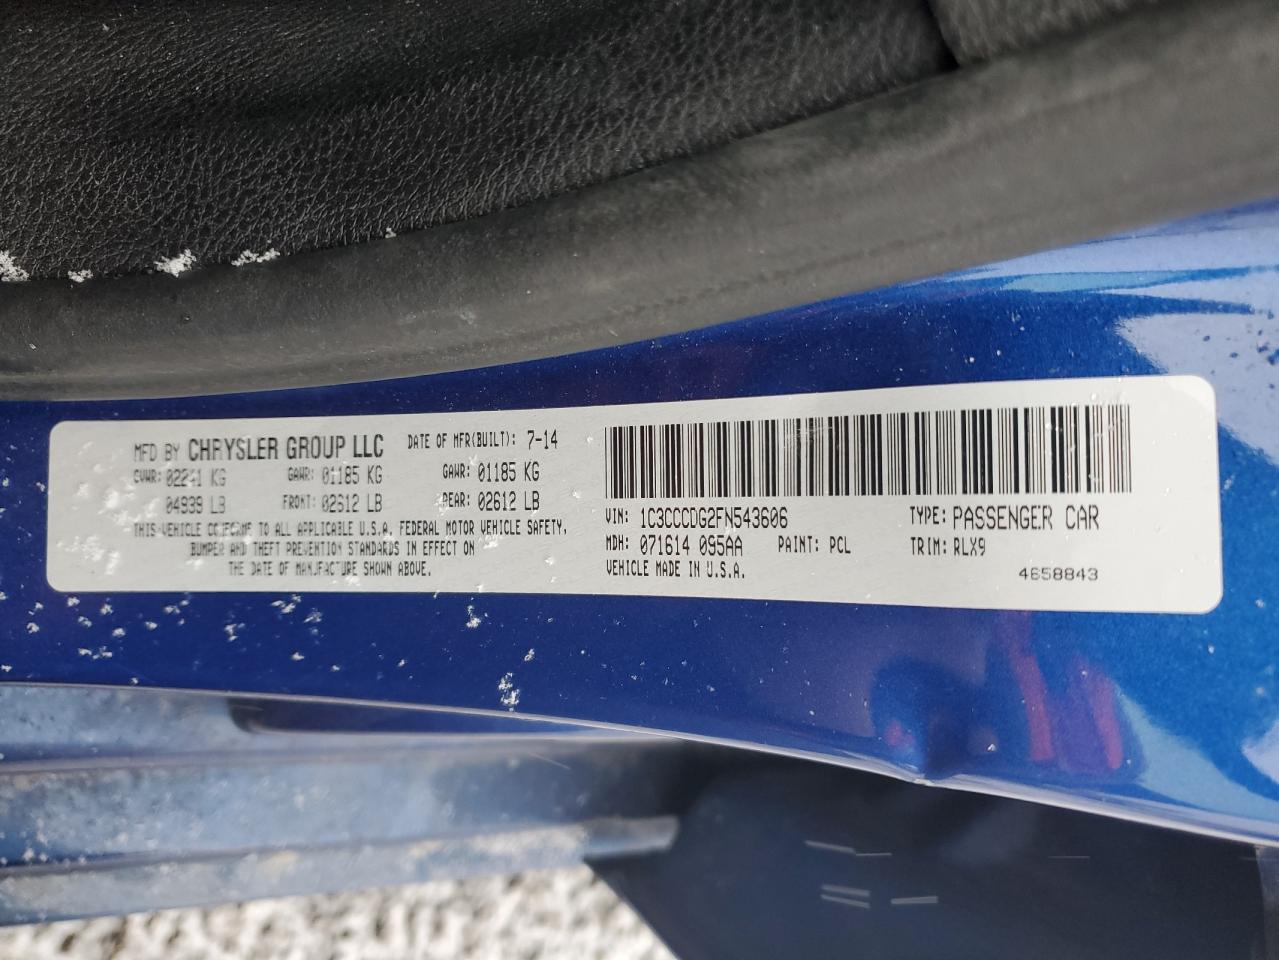 MFD BY CHRYSLER GROUP LLC DATE OF MFR(BUILT): 7-14
GVWR: 02241 KG GAWR: 01185 KG GAWR: 01185 KG
04939 LB FRONT: 02612 LB REAR: 02612 LB
THIS VEHICLE CONFORMS TO ALL APPLICABLE U.S.A. FEDERAL MOTOR VEHICLE SAFETY,
BUMPER AND THEFT PREVENTION STANDARDS IN EFFECT ON
THE DATE OF MANUFACTURE SHOWN ABOVE.
VIN: 1C3CCCDG2FN543606 TYPE: PASSENGER CAR
MDH: 071614 095AA PAINT: PCL TRIM: RLX9
VEHICLE MADE IN U.S.A. 4658843